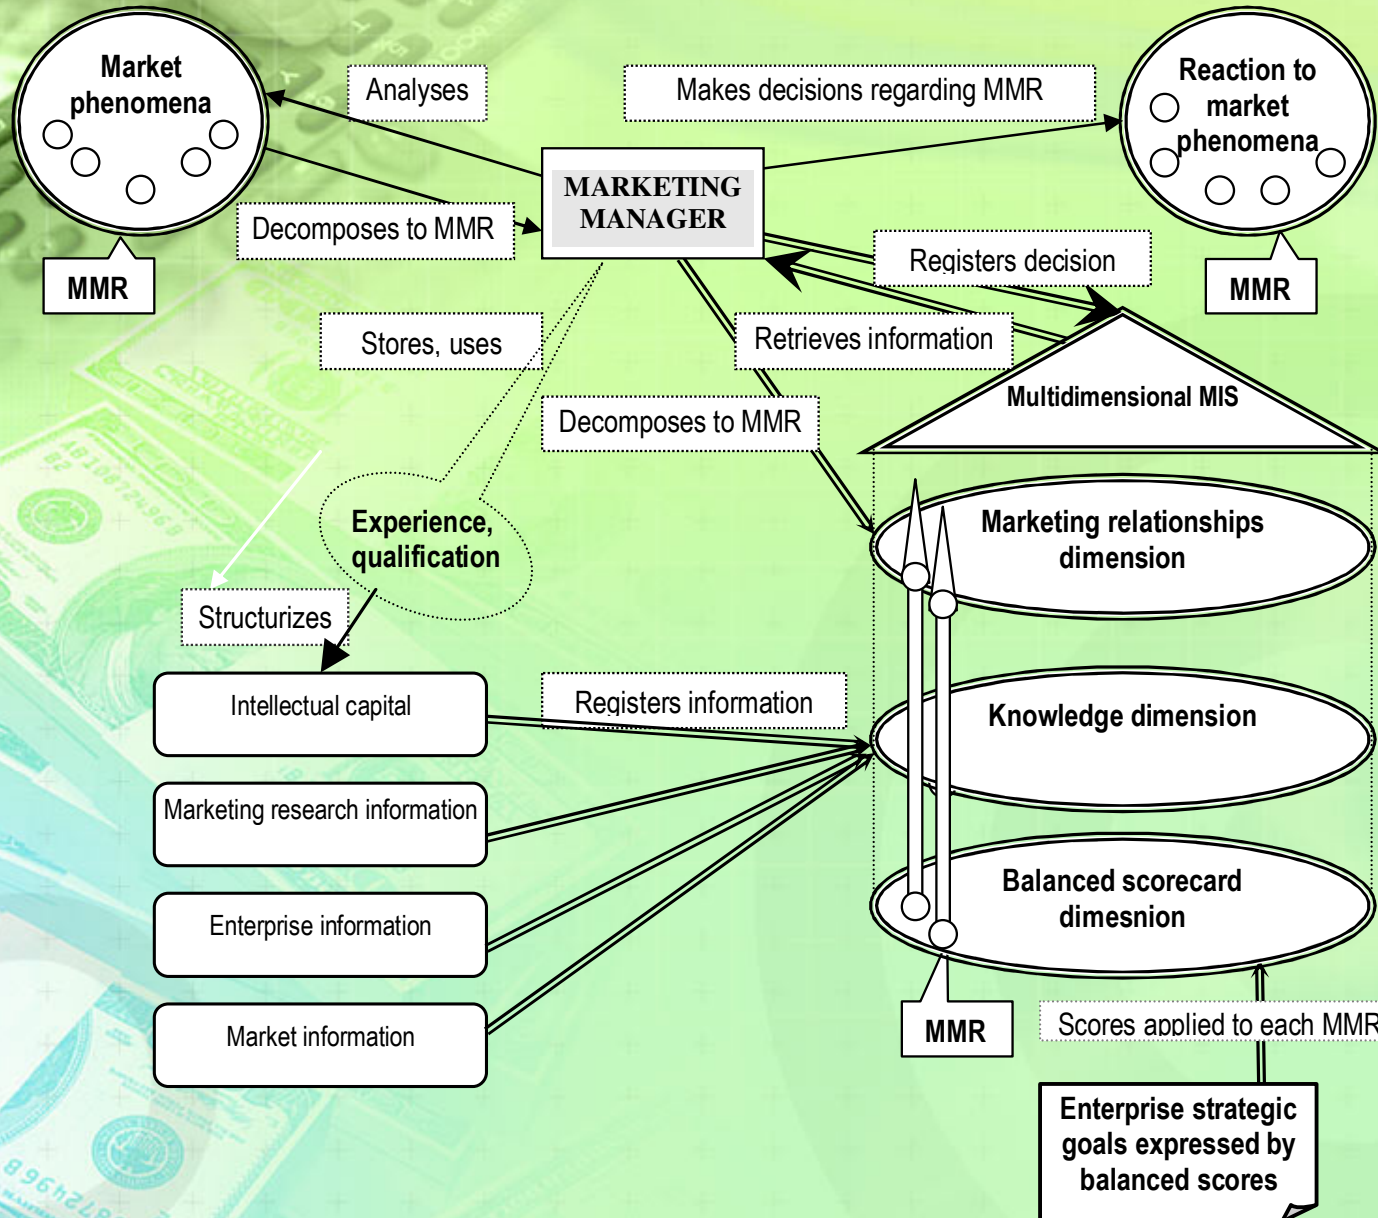 Market
phenomena
Analyses
Makes decisions regarding MMR
Reaction to
market
phenomena
MARKETING
MANAGER
Decomposes to MMR
Registers decision
MMR
MMR
Stores, uses
Retrieves information
Multidimensional MIS
Decomposes to MMR
Experience,
qualification
Marketing relationships
dimension
Structurizes
Intellectual capital
Registers information
Knowledge dimension
Marketing research information
Balanced scorecard
dimesnion
Enterprise information
Market information
MMR
Scores applied to each MMR
Enterprise strategic
goals expressed by
balanced scores